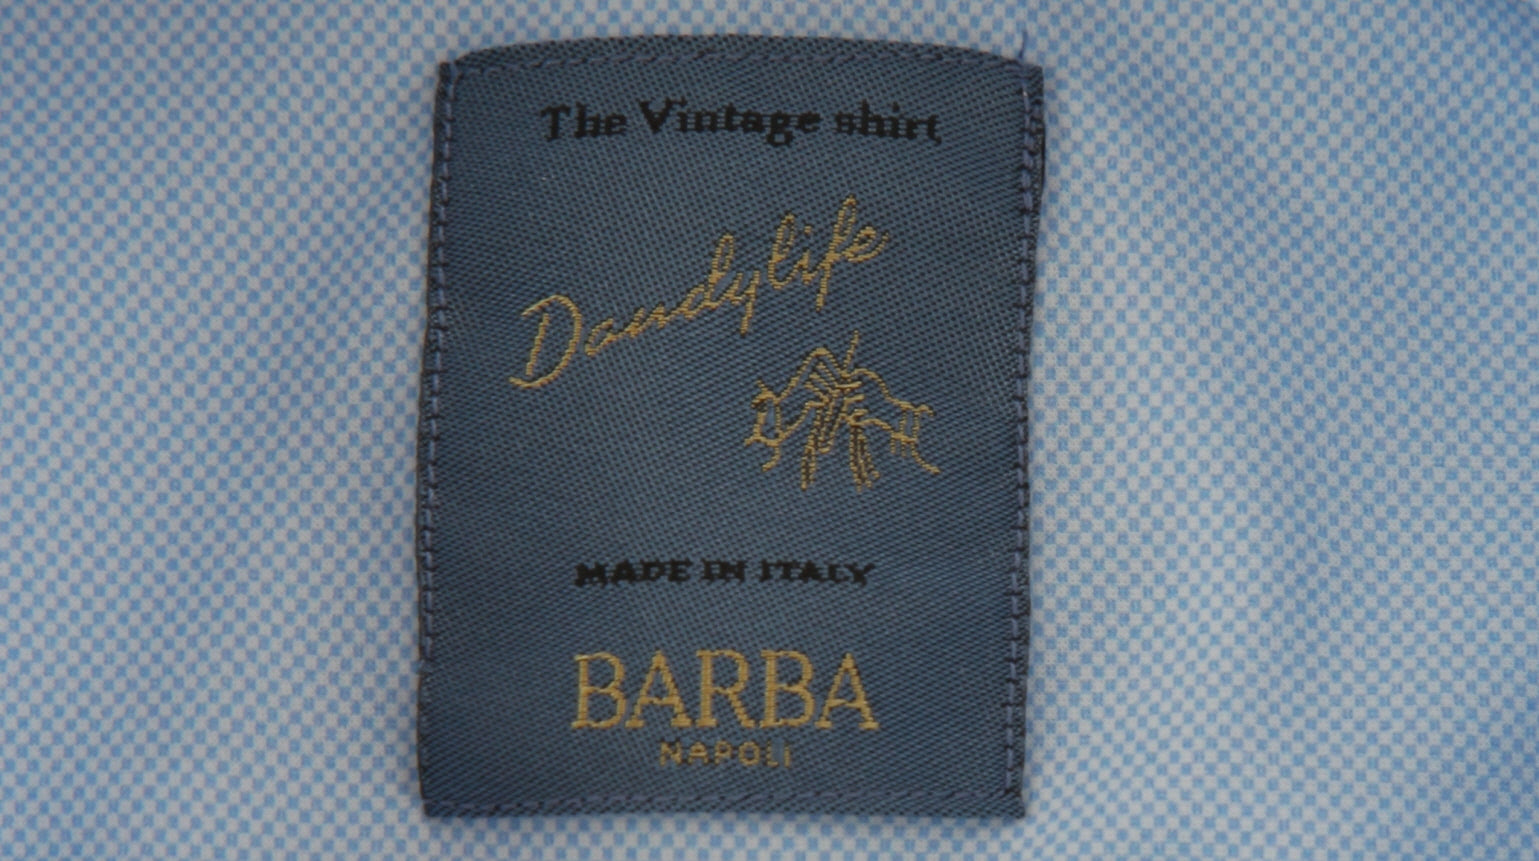 The Vintage shirt
Dandylife
MADE IN ITALY
BARBA
NAPOLI